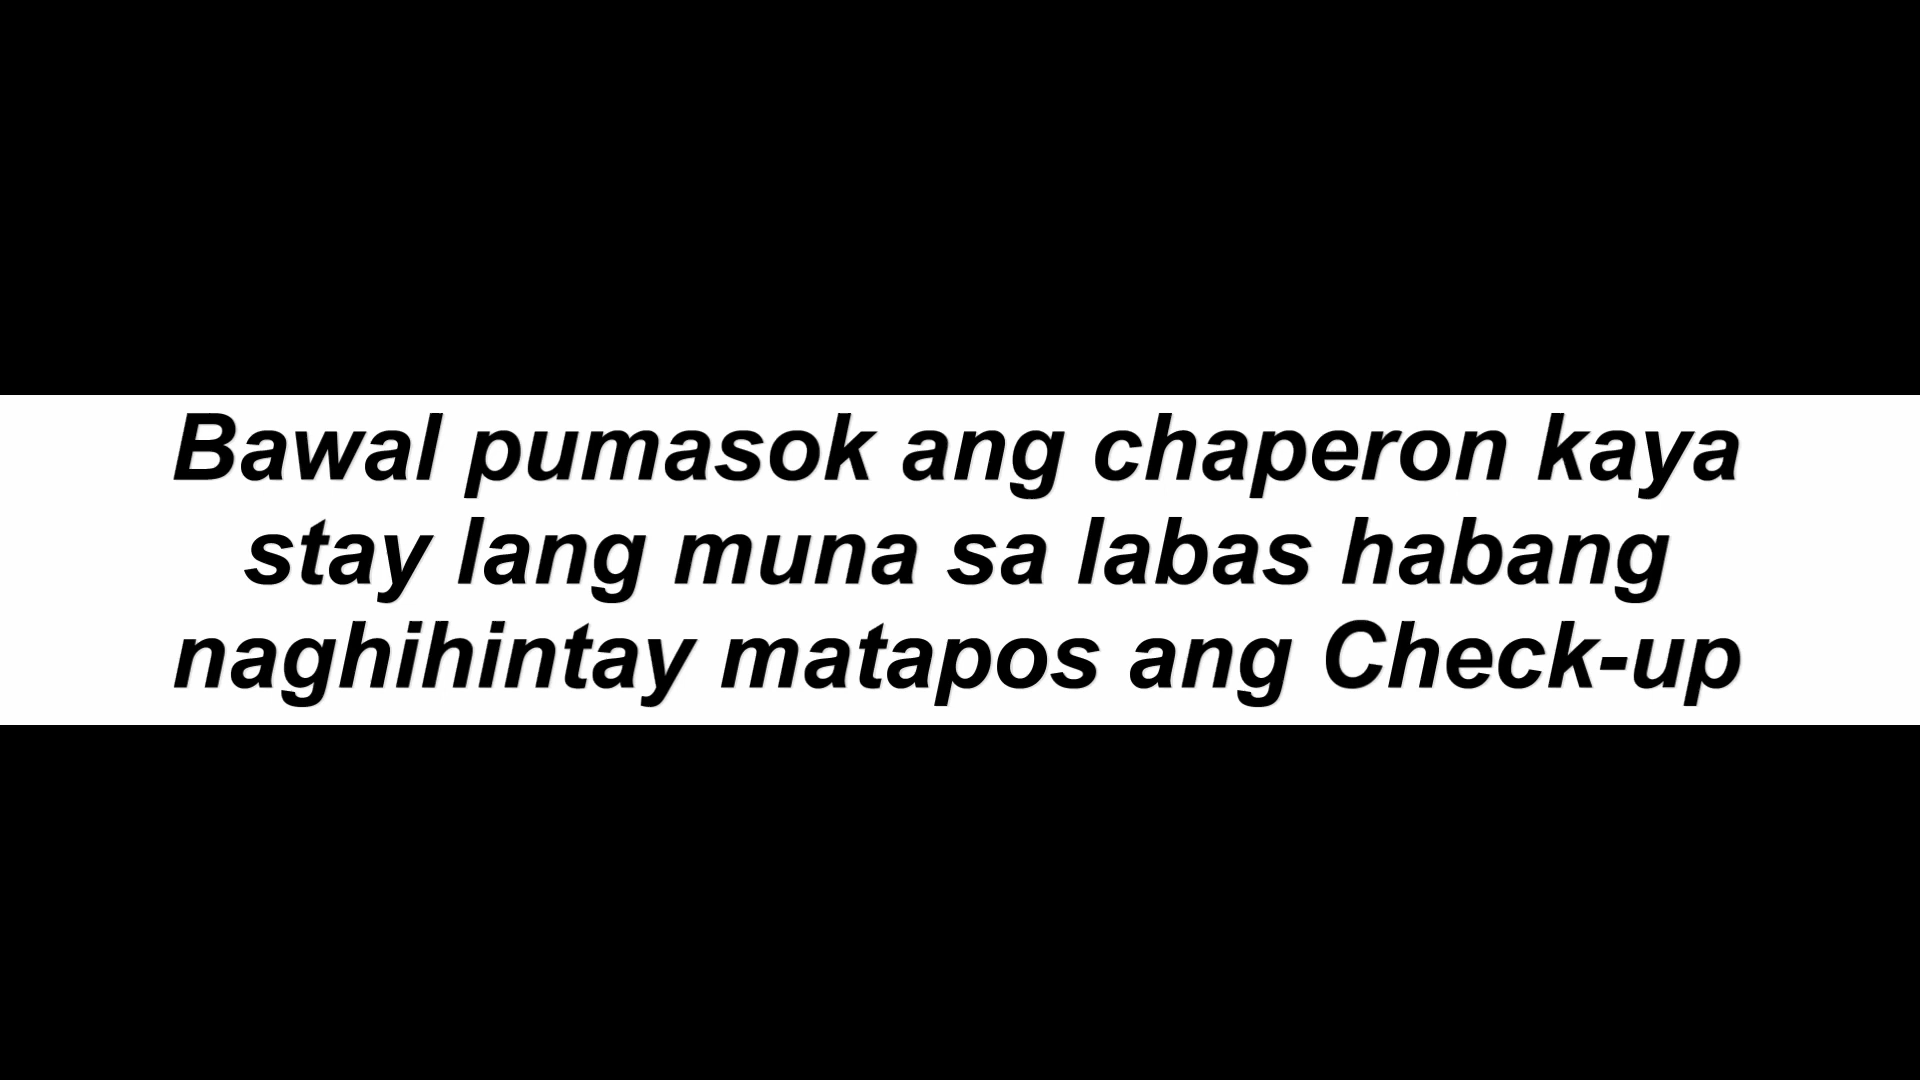 Bawal pumasok ang chaperon kaya
stay lang muna sa labas habang
naghihintay matapos ang Check-up